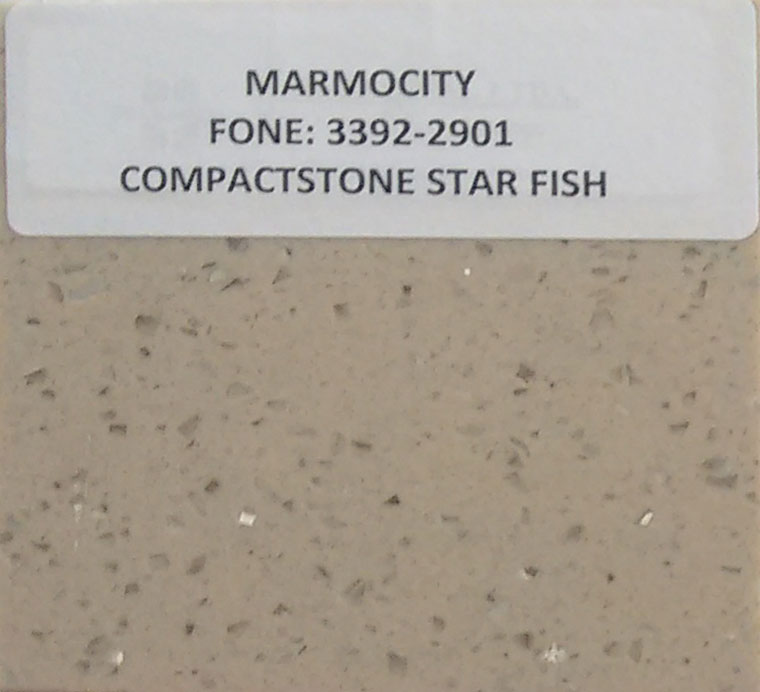 MARMOCITY
FONE: 3392-2901
COMPACTSTONE STAR FISH